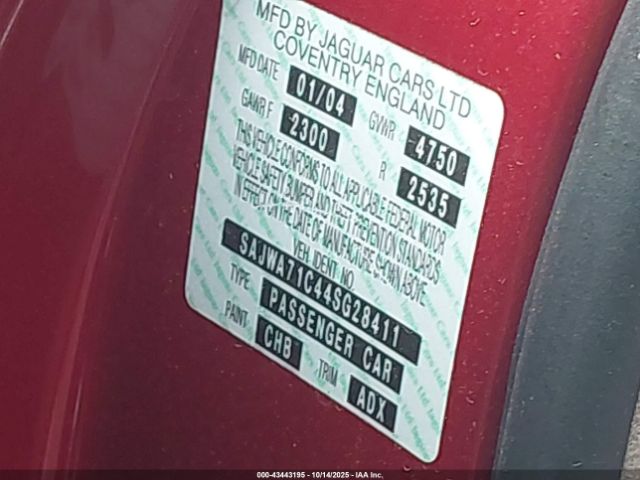 MFD BY JAGUAR CARS LTD
COVENTRY ENGLAND
MFD DATE 01/04 GVWR 4750
GAWR F 2300 R 2535
THIS VEHICLE CONFORMS TO ALL APPLICABLE FEDERAL MOTOR
VEHICLE SAFETY BUMPER AND THEFT PREVENTION STANDARDS
IN EFFECT ON THE DATE OF MANUFACTURE SHOWN ABOVE
VEH. IDENT NO.
SAJWA71C44SG28411
TYPE PASSENGER CAR
PAINT CHB TRIM ADX
000-43443195 - 10/14/2025 - IAA Inc.